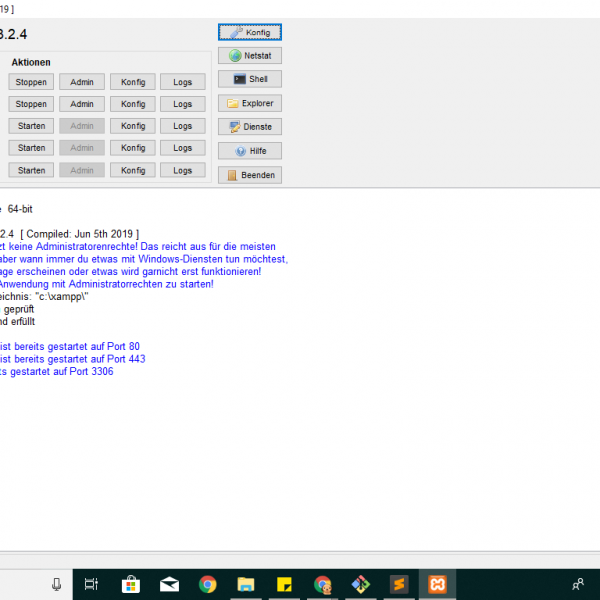 19 ]
3.2.4
Konfig
Netstat
Aktionen
Stoppen Admin Konfig Logs
Shell
Stoppen Admin Konfig Logs
Explorer
Starten Admin Konfig Logs
Dienste
Starten Admin Konfig Logs
Hilfe
Starten Admin Konfig Logs
Beenden
64-bit
2.4 [ Compiled: Jun 5th 2019 ]
zt keine Administratorenrechte! Das reicht aus für die meisten
aber wann immer du etwas mit Windows-Diensten tun möchtest,
age erscheinen oder etwas wird garnicht erst funktionieren!
Anwendung mit Administratorrechten zu starten!
eichnis: "c:\xampp\"
geprüft
nd erfüllt
ist bereits gestartet auf Port 80
ist bereits gestartet auf Port 443
ts gestartet auf Port 3306